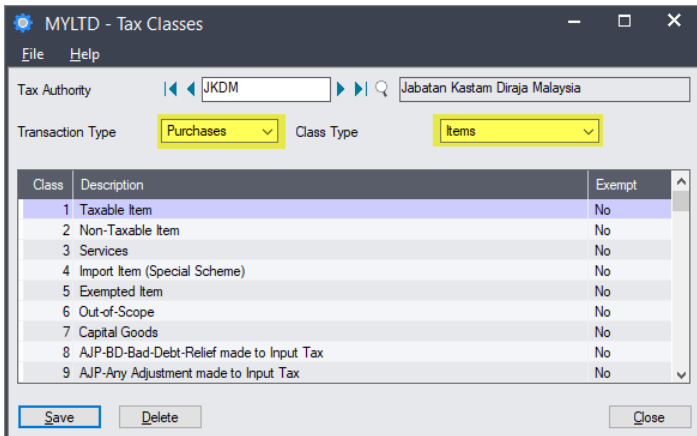 MYLTD - Tax Classes
File Help
Tax Authority JKDM Jabatan Kastam Diraja Malaysia
Transaction Type Purchases Class Type Items
Class Description Exempt
1 Taxable Item No
2 Non-Taxable Item No
3 Services No
4 Import Item (Special Scheme) No
5 Exempted Item No
6 Out-of-Scope No
7 Capital Goods No
8 AJP-BD-Bad-Debt-Relief made to Input Tax No
9 AJP-Any Adjustment made to Input Tax No
Save Delete Close